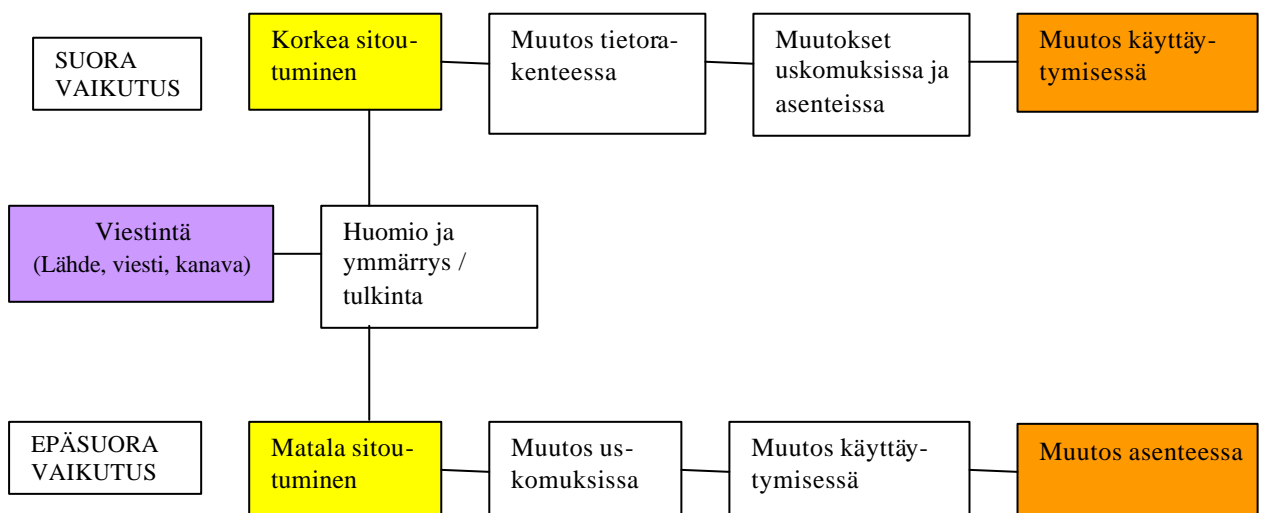 SUORA
VAIKUTUS
Korkea sitou-
tuminen
Muutos tietora-
kenteessa
Muutokset
uskomuksissa ja
asenteissa
Muutos käyttäy-
tymisessä
Viestintä
(Lähde, viesti, kanava)
Huomio ja
ymmärrys /
tulkinta
EPÄSUORA
VAIKUTUS
Matala sitou-
tuminen
Muutos us-
komuksissa
Muutos käyttäy-
tymisessä
Muutos asenteessa